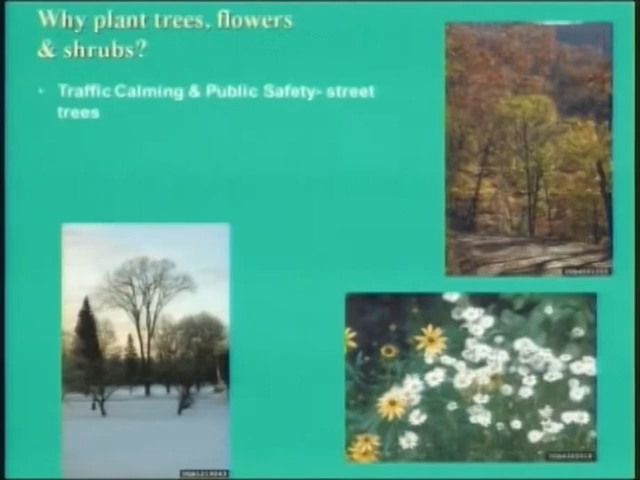 Why plant trees, flowers
& shrubs?
• Traffic Calming & Public Safety- street
trees